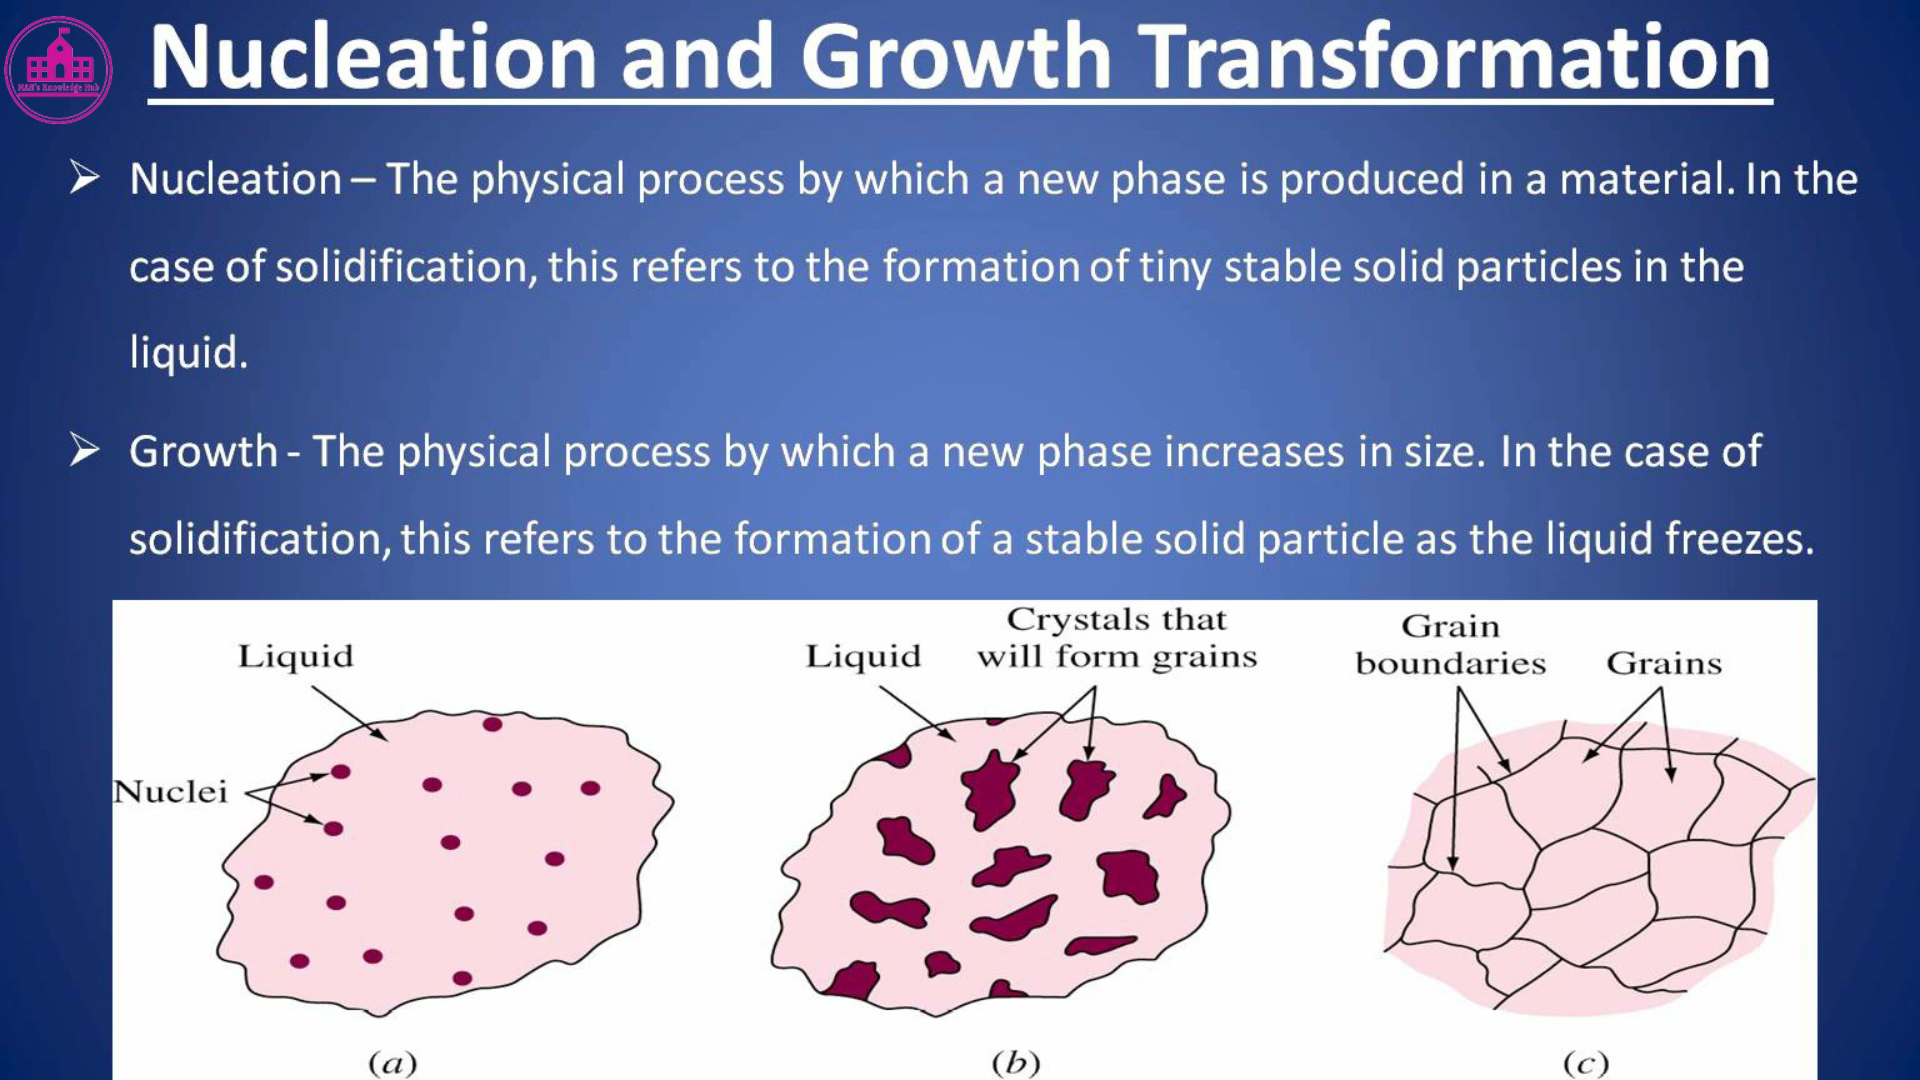 Nucleation and Growth Transformation
MAH's Knowledge Hub
➢ Nucleation – The physical process by which a new phase is produced in a material. In the
case of solidification, this refers to the formation of tiny stable solid particles in the
liquid.
➢ Growth - The physical process by which a new phase increases in size. In the case of
solidification, this refers to the formation of a stable solid particle as the liquid freezes.
Liquid
Nuclei
(a)
Liquid
Crystals that
will form grains
(b)
Grain
boundaries
Grains
(c)